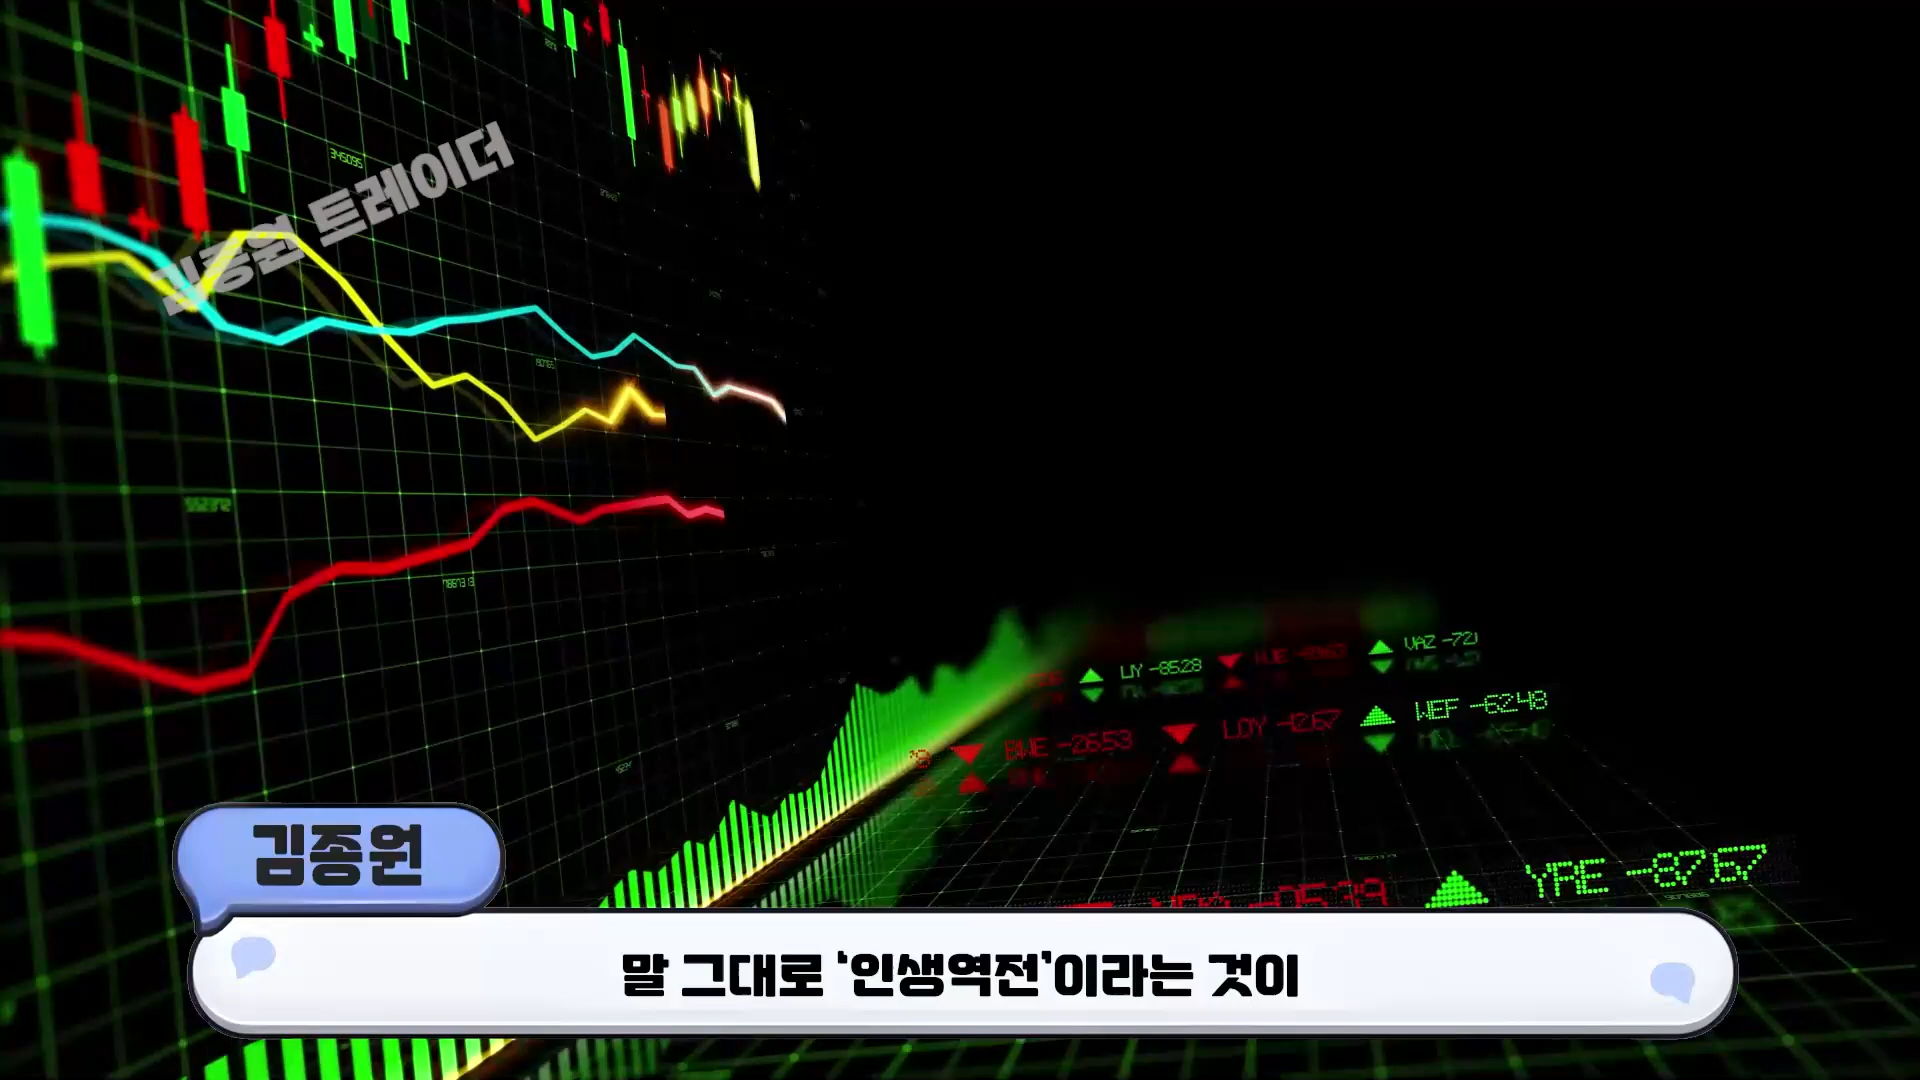 김종원 트레이더
345095
LIY -85.28
VAZ -7.21
WEF -62.48
BWE -26.53
LOY -12.67
YRE -87.67
김종원
말 그대로 ‘인생역전’이라는 것이